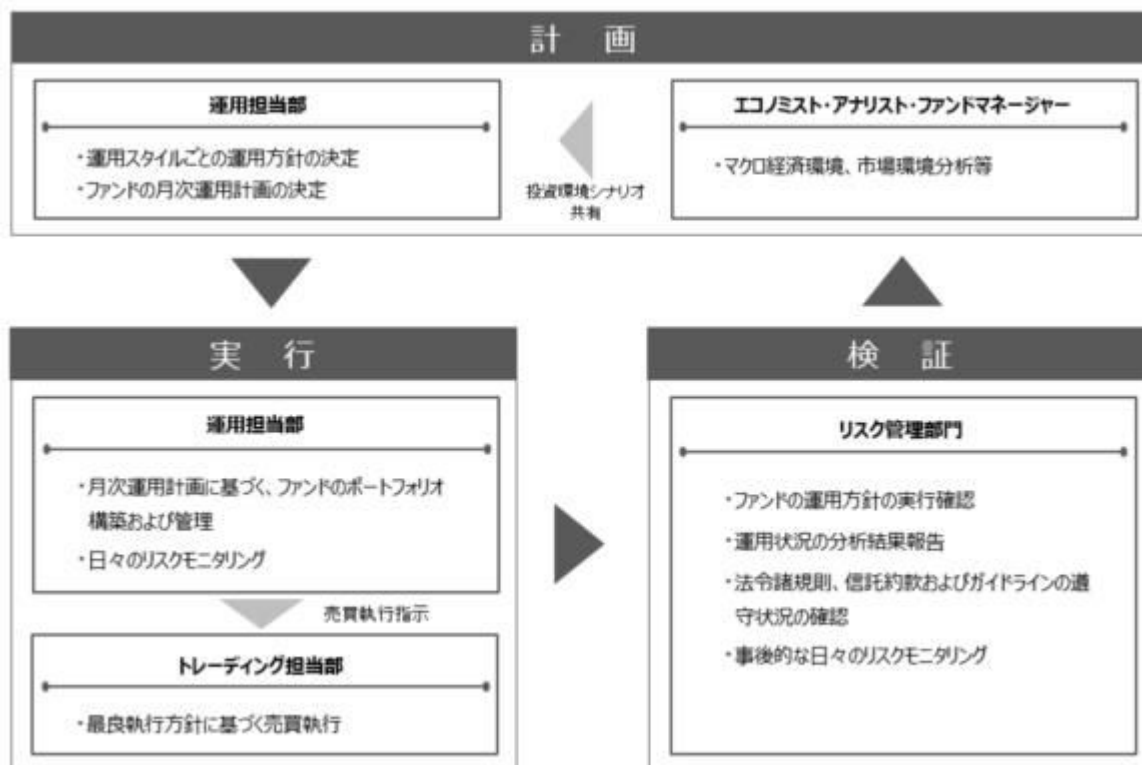 計 画
運用担当部
・運用スタイルごとの運用方針の決定
・ファンドの月次運用計画の決定
投資環境シナリオ
共有
エコノミスト・アナリスト・ファンドマネージャー
・マクロ経済環境、市場環境分析等
実 行
運用担当部
・月次運用計画に基づく、ファンドのポートフォリオ
構築および管理
・日々のリスクモニタリング
売買執行指示
トレーディング担当部
・最良執行方針に基づく売買執行
検 証
リスク管理部門
・ファンドの運用方針の実行確認
・運用状況の分析結果報告
・法令諸規則、信託約款およびガイドラインの遵
守状況の確認
・事後的な日々のリスクモニタリング